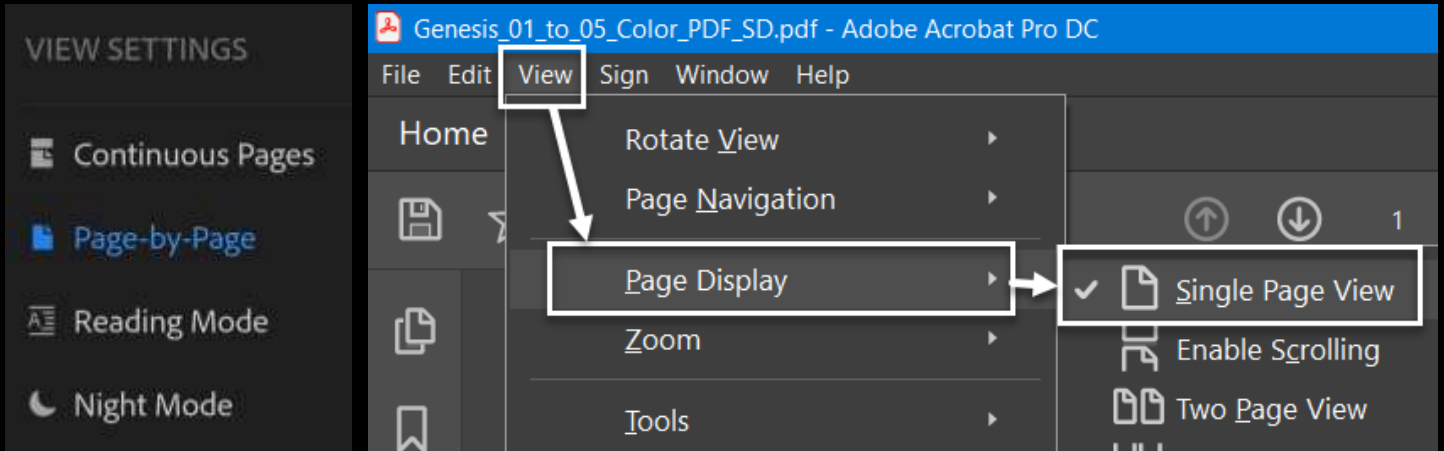 VIEW SETTINGS
Continuous Pages
Page-by-Page
Reading Mode
Night Mode
Genesis_01_to_05_Color_PDF_SD.pdf - Adobe Acrobat Pro DC
File Edit View Sign Window Help
Home
Rotate View
Page Navigation
1
Page Display
Single Page View
Zoom
Enable Scrolling
Two Page View
Tools